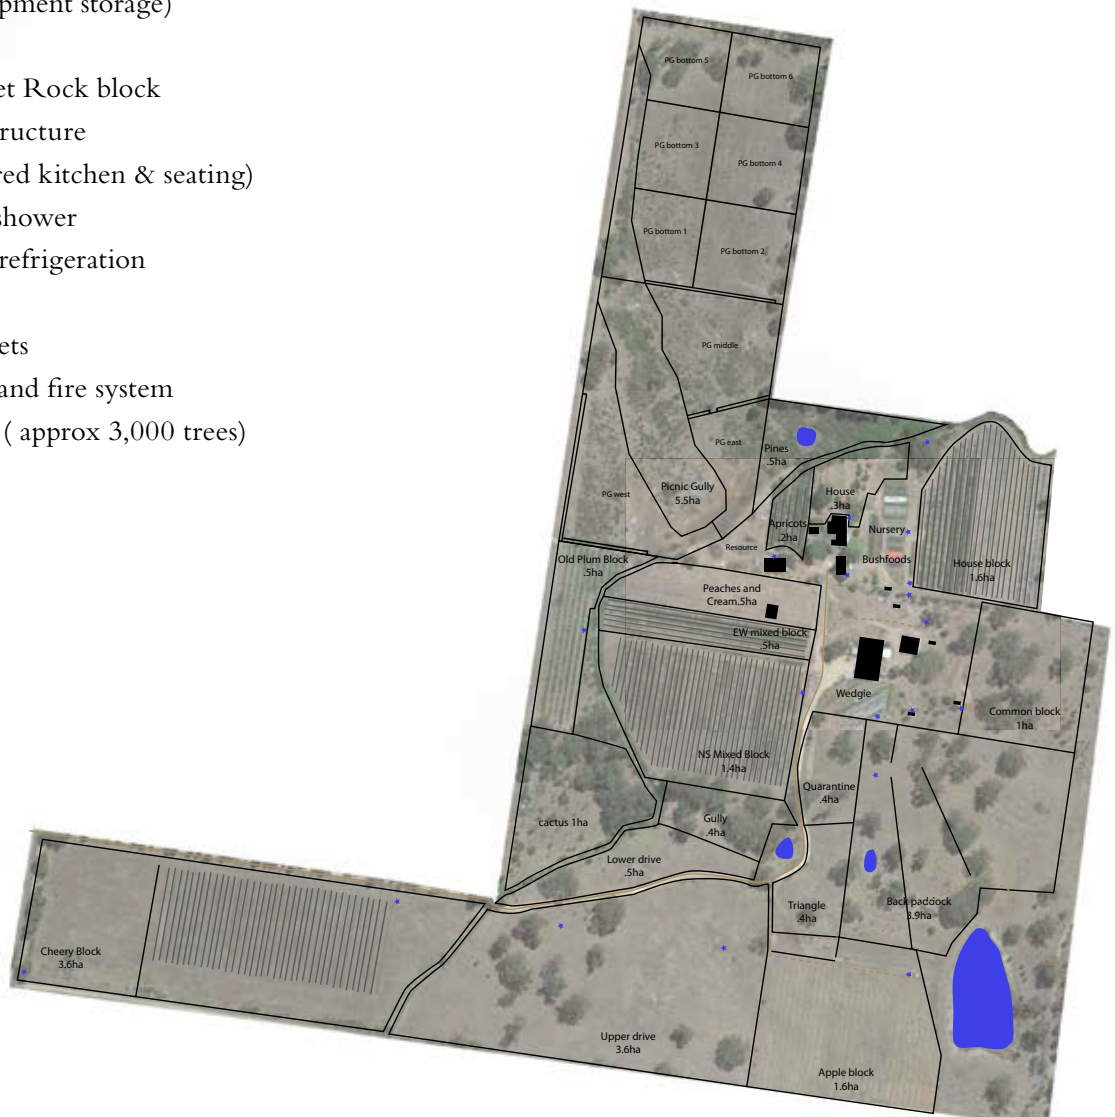 pment storage)
et Rock block
ructure
red kitchen & seating)
shower
refrigeration
ets
and fire system
( approx 3,000 trees)
PG bottom 5
PG bottom 6
PG bottom 3
PG bottom 4
PG bottom 1
PG bottom 2
PG middle
PG east
Pines
.5ha
PG west
Picnic Gully
5.5ha
House
.3ha
Apricots
.2ha
Nursery
Resource
Bushfoods
House block
1.6ha
Old Plum Block
.5ha
Peaches and
Cream.5ha
EW mixed block
.5ha
Wedgie
Common block
1ha
NS Mixed Block
1.4ha
Quarantine
.4ha
cactus 1ha
Gully
.4ha
Lower drive
.5ha
Triangle
.4ha
Back paddock
3.9ha
Cheery Block
3.6ha
Upper drive
3.6ha
Apple block
1.6ha